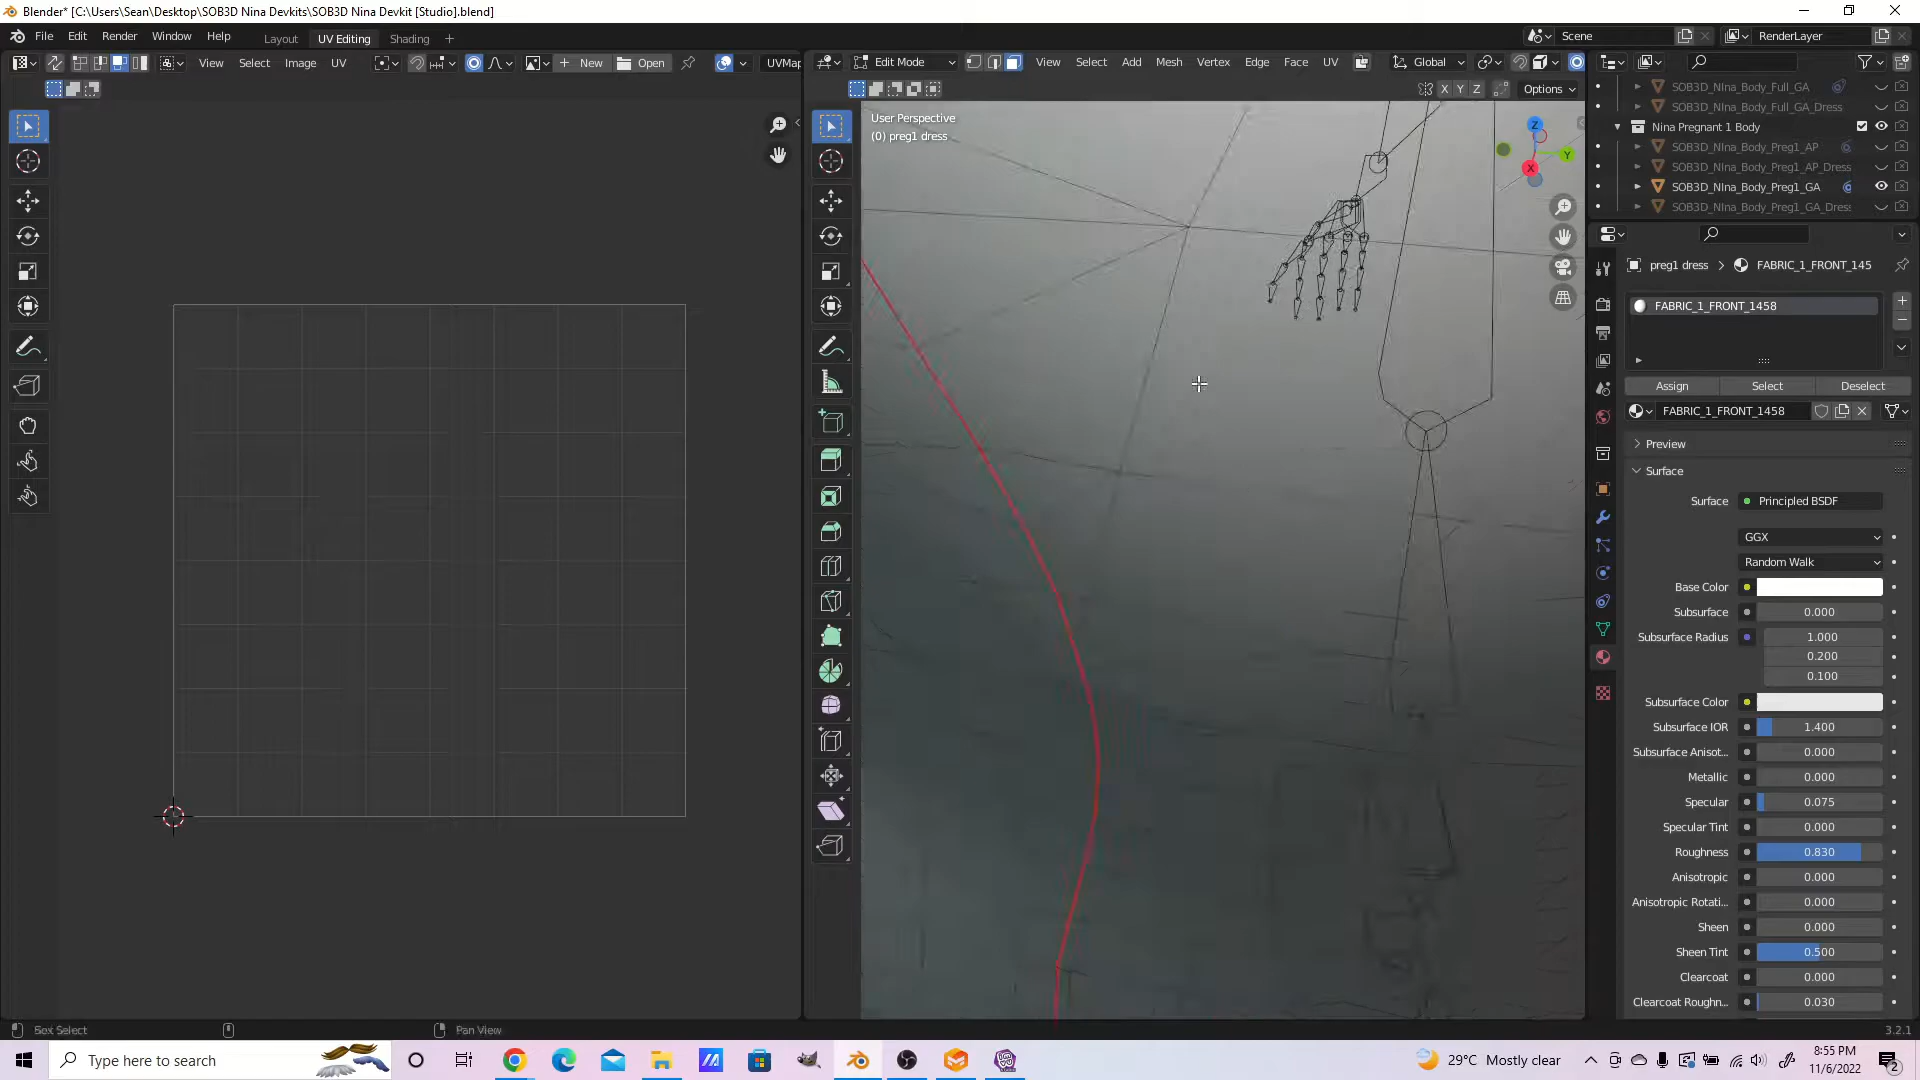 Blender* [C:\Users\Sean\Desktop\SOB3D Nina Devkits\SOB3D Nina Devkit [Studio].blend]
File Edit Render Window Help Layout UV Editing Shading + Scene RenderLayer
View Select Image UV New Open UVMap Edit Mode View Select Add Mesh Vertex Edge Face UV Global
X Y Z Options
SOB3D_NIna_Body_Full_GA
SOB3D_NIna_Body_Full_GA_Dress
User Perspective
(0) preg1 dress
Z
Y
X
Nina Pregnant 1 Body
SOB3D_NIna_Body_Preg1_AP
SOB3D_NIna_Body_Preg1_AP_Dress
SOB3D_NIna_Body_Preg1_GA
SOB3D_NIna_Body_Preg1_GA_Dres
preg1 dress > FABRIC_1_FRONT_145
FABRIC_1_FRONT_1458
Assign Select Deselect
FABRIC_1_FRONT_1458
Preview
Surface
Surface Principled BSDF
GGX
Random Walk
Base Color
Subsurface 0.000
Subsurface Radius 1.000
0.200
0.100
Subsurface Color
Subsurface IOR 1.400
Subsurface Anisot... 0.000
Metallic 0.000
Specular 0.075
Specular Tint 0.000
Roughness 0.830
Anisotropic 0.000
Anisotropic Rotati... 0.000
Sheen 0.000
Sheen Tint 0.500
Clearcoat 0.000
Clearcoat Roughn... 0.030
Box Select Pan View 3.2.1
Type here to search 29°C Mostly clear 8:55 PM
11/6/2022
2